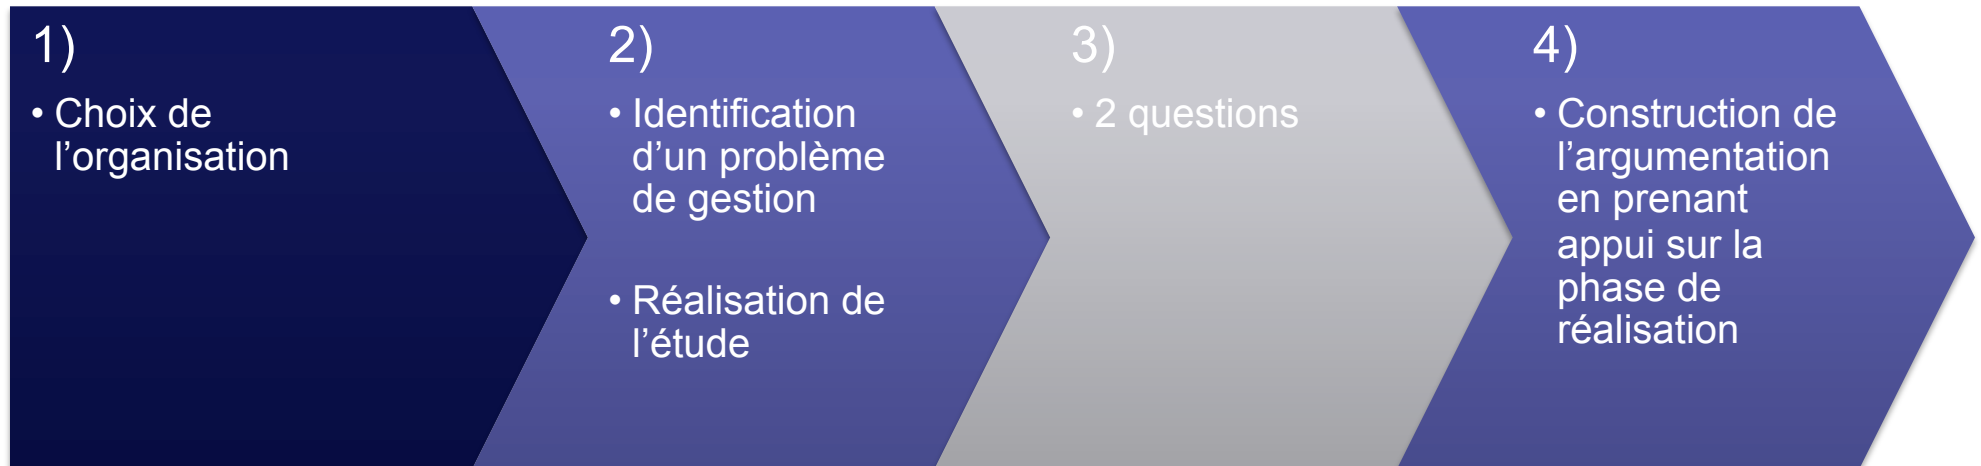 1)
• Choix de
l’organisation
2)
• Identification
d’un problème
de gestion
• Réalisation de
l’étude
3)
• 2 questions
4)
• Construction de
l’argumentation
en prenant
appui sur la
phase de
réalisation